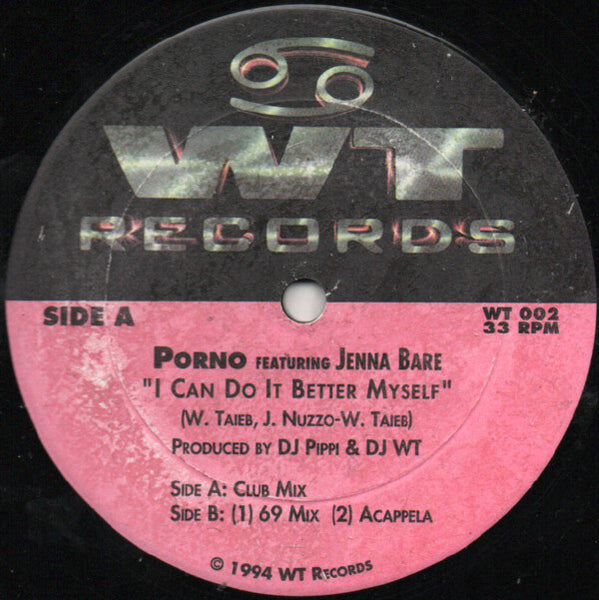 WT
RECORDS
SIDE A
WT 002
33 RPM
PORNO FEATURING JENNA BARE
"I CAN DO IT BETTER MYSELF"
(W. TAIEB, J. NUZZO-W. TAIEB)
PRODUCED BY DJ PIPPI & DJ WT
SIDE A: CLUB MIX
SIDE B: (1) 69 MIX (2) ACAPPELA
© 1994 WT RECORDS